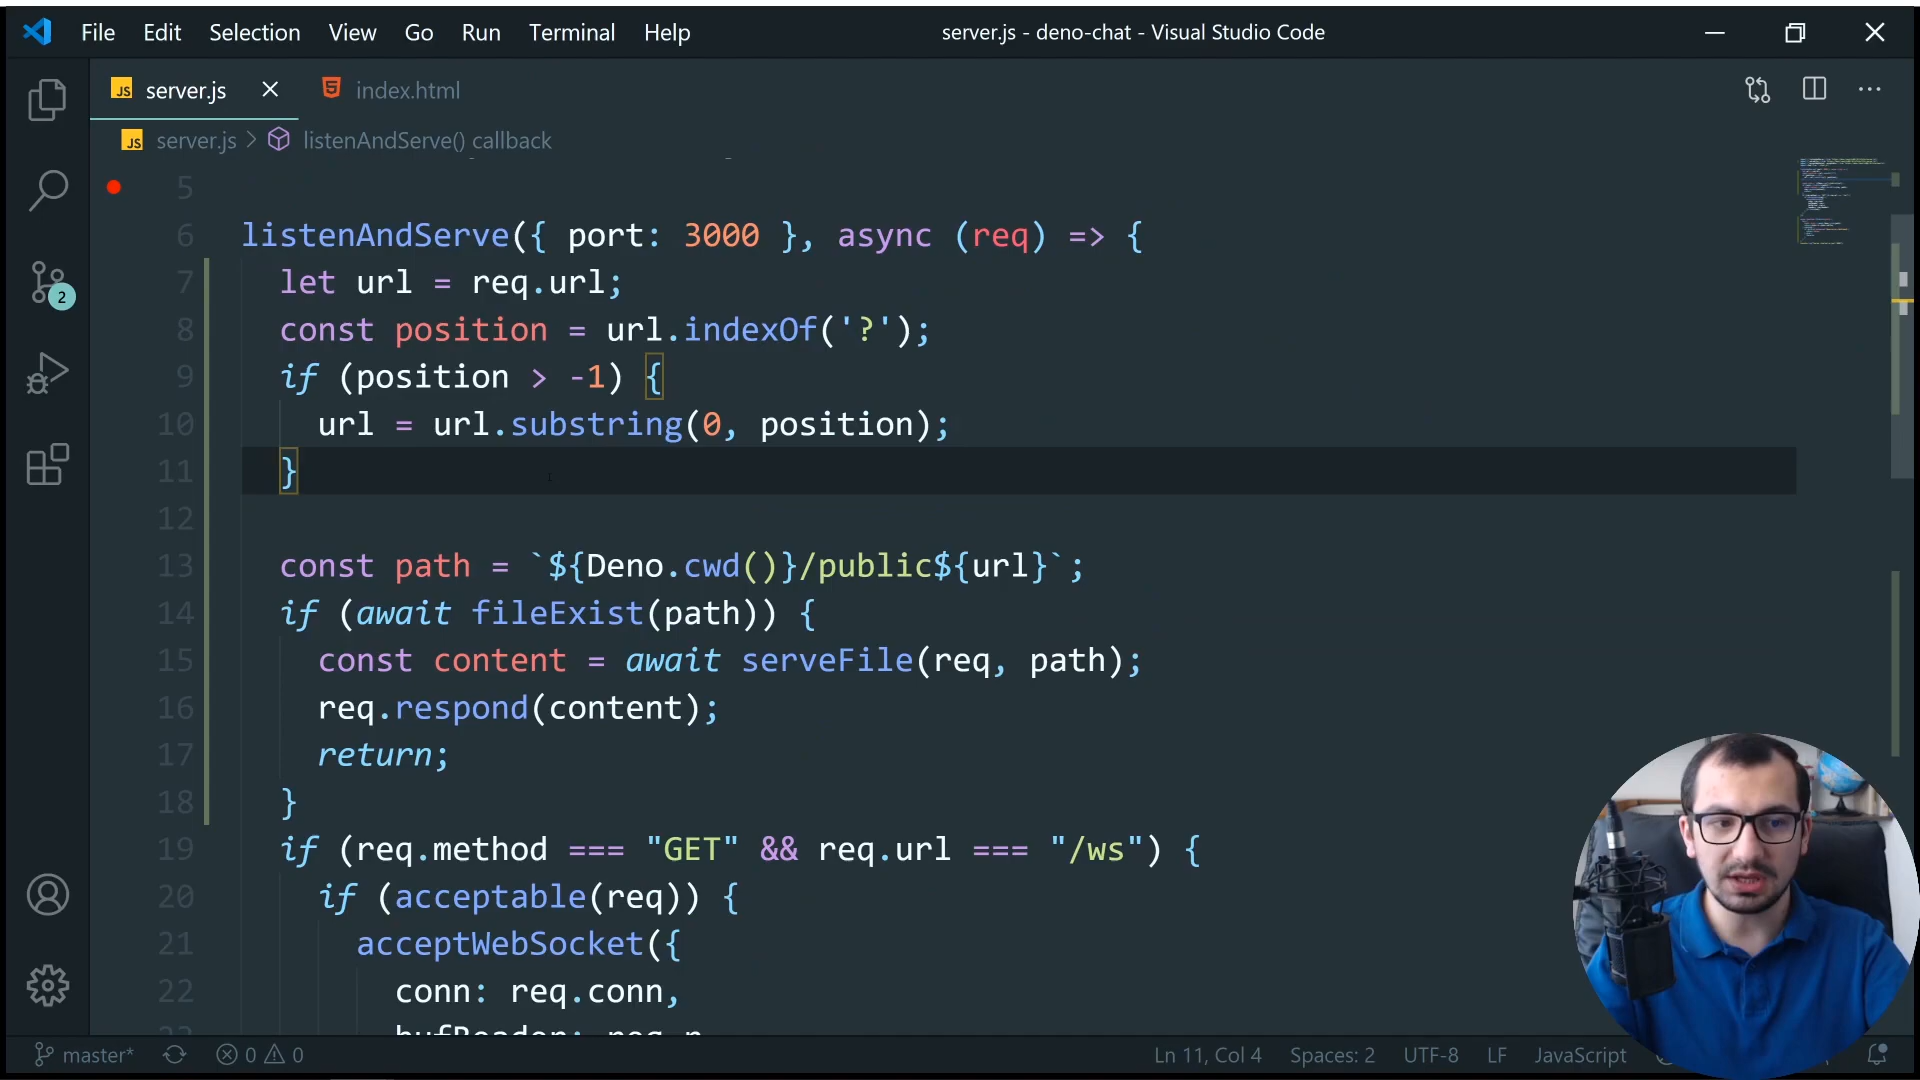 File Edit Selection View Go Run Terminal Help
server.js - deno-chat - Visual Studio Code
JS server.js
5 index.html
JS server.js > listenAndServe() callback
5
6 listenAndServe({ port: 3000 }, async (req) => {
7 let url = req.url;
8 const position = url.indexOf('?');
9 if (position > -1) {
10 url = url.substring(0, position);
11 }
12
13 const path = `${Deno.cwd()}/public${url}`;
14 if (await fileExist(path)) {
15 const content = await serveFile(req, path);
16 req.respond(content);
17 return;
18 }
19 if (req.method === "GET" && req.url === "/ws") {
20 if (acceptable(req)) {
21 acceptWebSocket({
22 conn: req.conn,
2
master* 0 0
Ln 11, Col 4 Spaces: 2 UTF-8 LF JavaScript